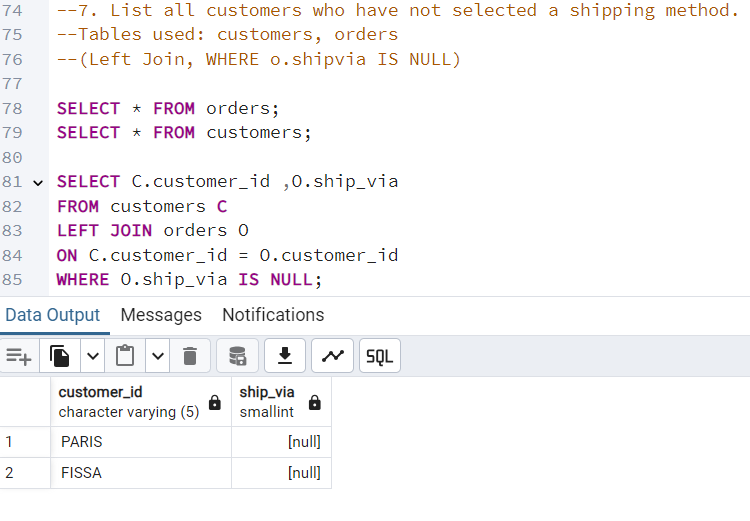 74 --7. List all customers who have not selected a shipping method.
75 --Tables used: customers, orders
76 --(Left Join, WHERE o.shipvia IS NULL)
77
78 SELECT * FROM orders;
79 SELECT * FROM customers;
80
81 SELECT C.customer_id ,O.ship_via
82 FROM customers C
83 LEFT JOIN orders O
84 ON C.customer_id = O.customer_id
85 WHERE O.ship_via IS NULL;
Data Output Messages Notifications
SQL
customer_id ship_via
character varying (5) smallint
1 PARIS [null]
2 FISSA [null]